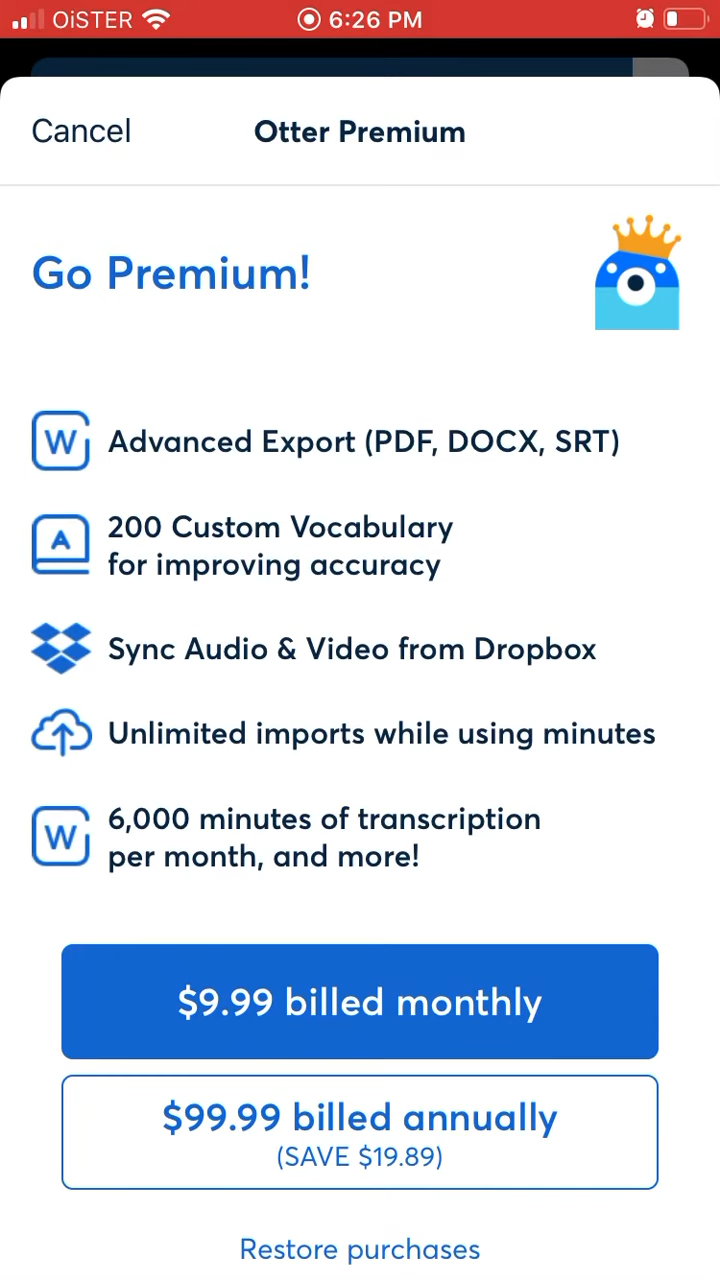 OiSTER 6:26 PM
Cancel Otter Premium
Go Premium!
W Advanced Export (PDF, DOCX, SRT)
A 200 Custom Vocabulary
for improving accuracy
Sync Audio & Video from Dropbox
Unlimited imports while using minutes
W 6,000 minutes of transcription
per month, and more!
$9.99 billed monthly
$99.99 billed annually
(SAVE $19.89)
Restore purchases